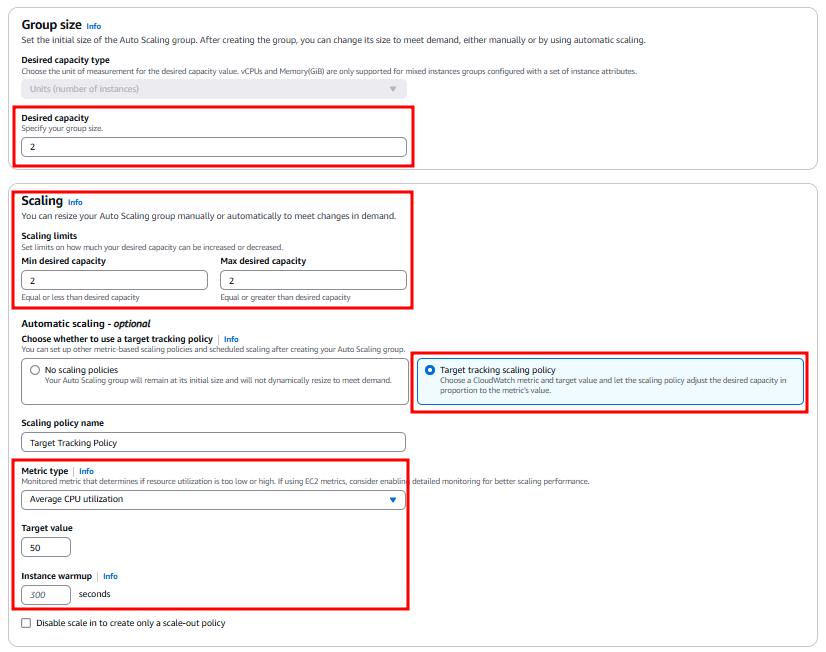 Group size Info
Set the initial size of the Auto Scaling group. After creating the group, you can change its size to meet demand, either manually or by using automatic scaling.
Desired capacity type
Choose the unit of measurement for the desired capacity value. vCPUs and Memory(GiB) are only supported for mixed instances groups configured with a set of instance attributes.
Units (number of instances)
Desired capacity
Specify your group size.
2
Scaling Info
You can resize your Auto Scaling group manually or automatically to meet changes in demand.
Scaling limits
Set limits on how much your desired capacity can be increased or decreased.
Min desired capacity Max desired capacity
2 2
Equal or less than desired capacity Equal or greater than desired capacity
Automatic scaling - optional
Choose whether to use a target tracking policy | Info
You can set up other metric-based scaling policies and scheduled scaling after creating your Auto Scaling group.
No scaling policies
Your Auto Scaling group will remain at its initial size and will not dynamically resize to meet demand.
Target tracking scaling policy
Choose a CloudWatch metric and target value and let the scaling policy adjust the desired capacity in
proportion to the metric's value.
Scaling policy name
Target Tracking Policy
Metric type | Info
Monitored metric that determines if resource utilization is too low or high. If using EC2 metrics, consider enabling detailed monitoring for better scaling performance.
Average CPU utilization
Target value
50
Instance warmup | Info
300 seconds
Disable scale in to create only a scale-out policy